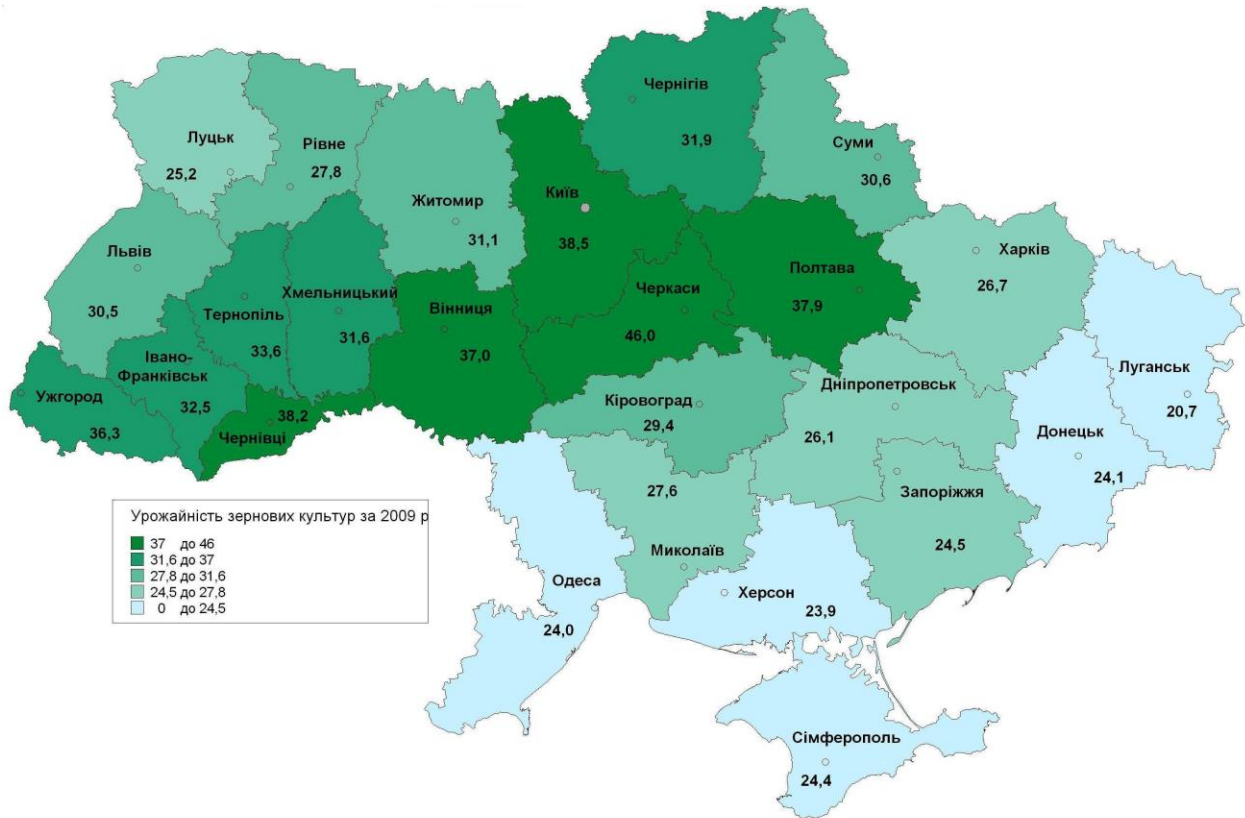 Чернігів
31,9
Суми
30,6
Луцьк
25,2
Рівне
27,8
Житомир
31,1
Київ
38,5
Львів
30,5
Тернопіль
33,6
Хмельницький
31,6
Вінниця
37,0
Черкаси
46,0
Полтава
37,9
Харків
26,7
Луганськ
20,7
Ужгород
36,3
Івано-
Франківськ
32,5
Чернівці
38,2
Кіровоград
29,4
Дніпропетровськ
26,1
Донецьк
24,1
Запоріжжя
24,5
27,6
Миколаїв
Одеса
24,0
Херсон
23,9
Сімферополь
24,4
Урожайність зернових культур за 2009 р
37 до 46
31,6 до 37
27,8 до 31,6
24,5 до 27,8
0 до 24,5